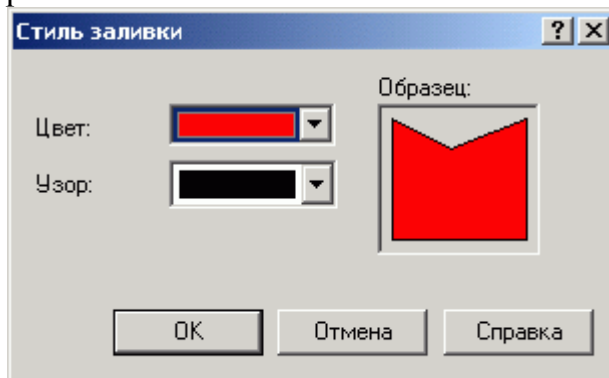 Стиль заливки
Образец:
Цвет:
Узор:
OK
Отмена
Справка